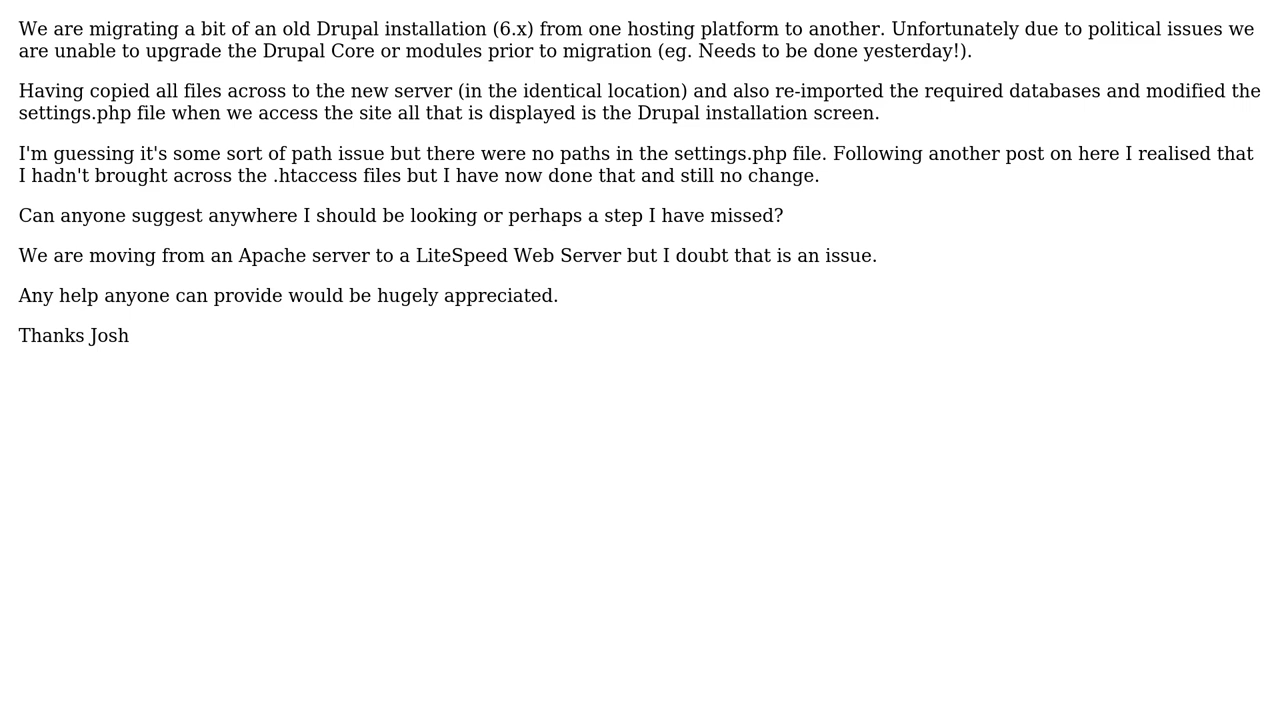 We are migrating a bit of an old Drupal installation (6.x) from one hosting platform to another. Unfortunately due to political issues we
are unable to upgrade the Drupal Core or modules prior to migration (eg. Needs to be done yesterday!).
Having copied all files across to the new server (in the identical location) and also re-imported the required databases and modified the
settings.php file when we access the site all that is displayed is the Drupal installation screen.
I'm guessing it's some sort of path issue but there were no paths in the settings.php file. Following another post on here I realised that
I hadn't brought across the .htaccess files but I have now done that and still no change.
Can anyone suggest anywhere I should be looking or perhaps a step I have missed?
We are moving from an Apache server to a LiteSpeed Web Server but I doubt that is an issue.
Any help anyone can provide would be hugely appreciated.
Thanks Josh